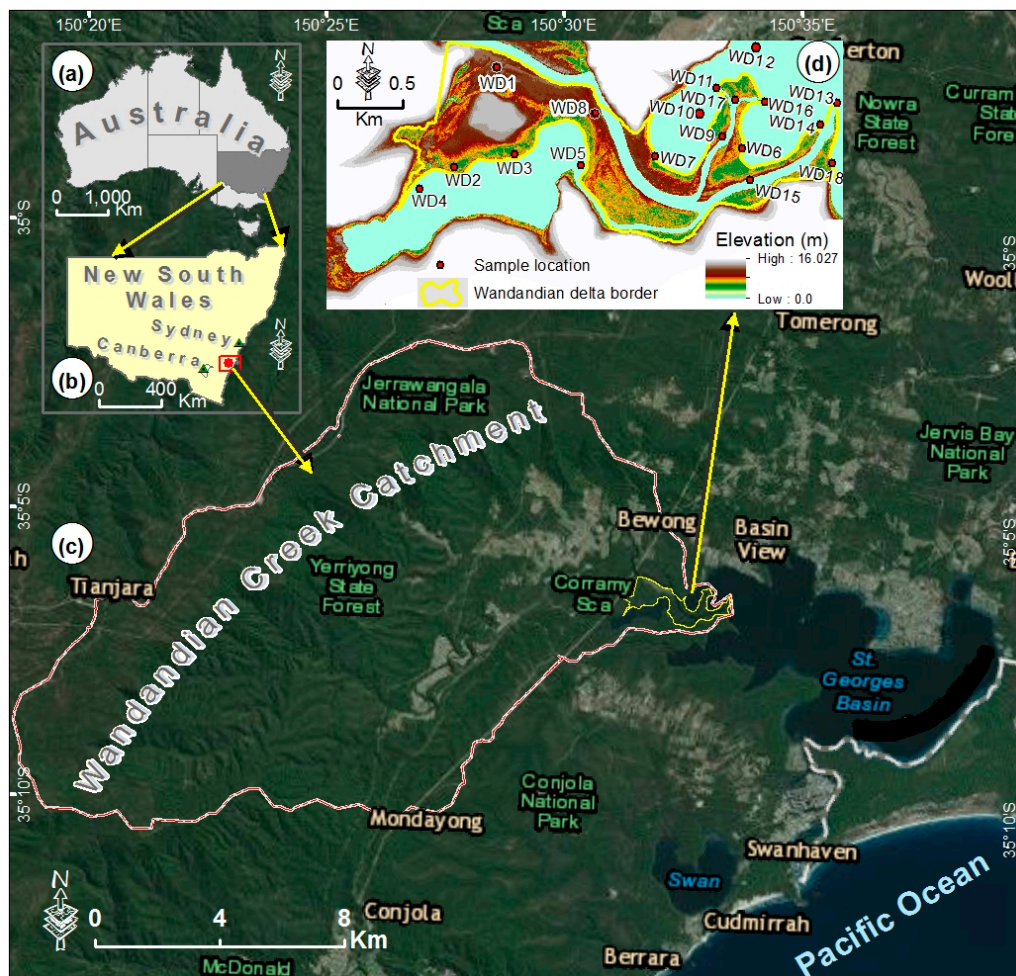 150°20'E
150°25'E
150°30'E
150°35'E
Sca
(a)
N
Australia
0 1,000
Km
New South
Wales
Sydney
Canberra
N
(b)
0 400
Km
(d)
N
0 0.5
Km
WD1
WD2
WD3
WD4
WD5
WD6
WD7
WD8
WD9
WD10
WD11
WD12
WD13
WD14
WD15
WD16
WD17
WD18
Elevation (m)
High : 16.027
Low : 0.0
Sample location
Wandandian delta border
erton
Nowra
State
Forest
Curram
State
Fore
35°S
35°S
Wool
Tomerong
Jerrawangala
National Park
Jervis Bay
National
Park
Wandandian Creek Catchment
35°5'S
35°5'S
Bewong
Basin
View
(c)
ah
Tianjara
Yerriyong
State
Forest
Corramy
Sca
St.
Georges
Basin
35°10'S
35°10'S
Conjola
National
Park
Mondayong
Swanhaven
Swan
Cudmirrah
Pacific Ocean
N
0 4 8
Km
Conjola
Berrara
McDonald